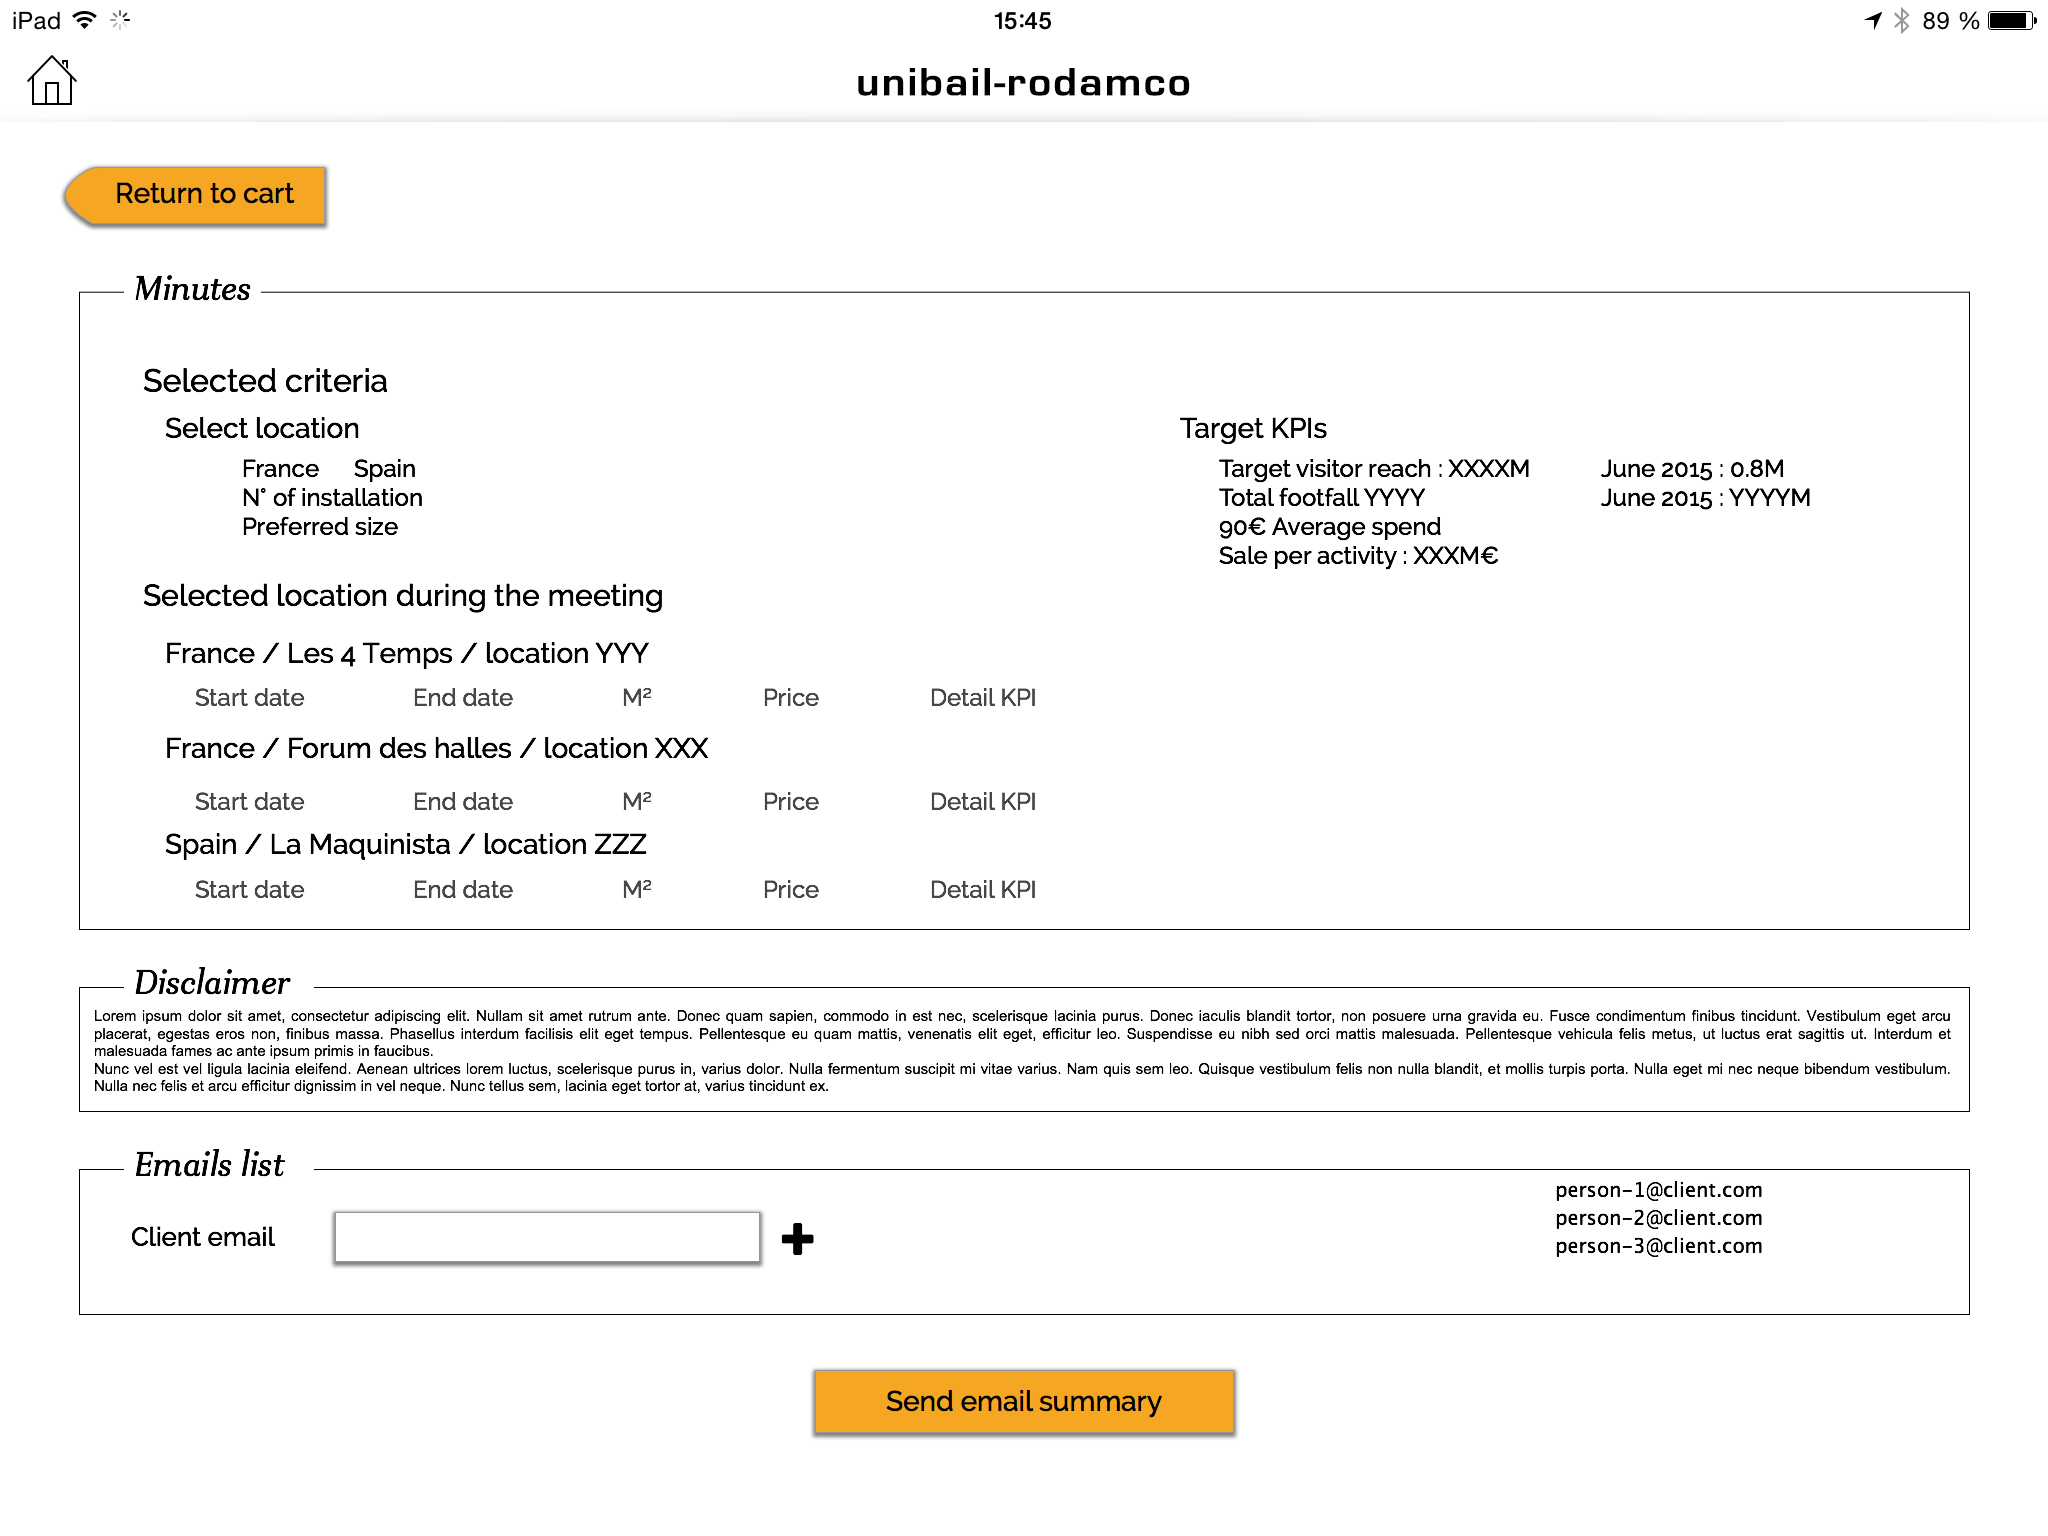 iPad 15:45 89 %
unibail-rodamco
Return to cart
Minutes
Selected criteria
Select location
France Spain
N° of installation
Preferred size
Target KPIs
Target visitor reach : XXXXM June 2015 : 0.8M
Total footfall YYYY June 2015 : YYYYM
90€ Average spend
Sale per activity : XXXM€
Selected location during the meeting
France / Les 4 Temps / location YYY
Start date End date M² Price Detail KPI
France / Forum des halles / location XXX
Start date End date M² Price Detail KPI
Spain / La Maquinista / location ZZZ
Start date End date M² Price Detail KPI
Disclaimer
Lorem ipsum dolor sit amet, consectetur adipiscing elit. Nullam sit amet rutrum ante. Donec quam sapien, commodo in est nec, scelerisque lacinia purus. Donec iaculis blandit tortor, non posuere urna gravida eu. Fusce condimentum finibus tincidunt. Vestibulum eget arcu
placerat, egestas eros non, finibus massa. Phasellus interdum facilisis elit eget tempus. Pellentesque eu quam mattis, venenatis elit eget, efficitur leo. Suspendisse eu nibh sed orci mattis malesuada. Pellentesque vehicula felis metus, ut luctus erat sagittis ut. Interdum et
malesuada fames ac ante ipsum primis in faucibus.
Nunc vel est vel ligula lacinia eleifend. Aenean ultrices lorem luctus, scelerisque purus in, varius dolor. Nulla fermentum suscipit mi vitae varius. Nam quis sem leo. Quisque vestibulum felis non nulla blandit, et mollis turpis porta. Nulla eget mi nec neque bibendum vestibulum.
Nulla nec felis et arcu efficitur dignissim in vel neque. Nunc tellus sem, lacinia eget tortor at, varius tincidunt ex.
Emails list
Client email
person-1@client.com
person-2@client.com
person-3@client.com
Send email summary